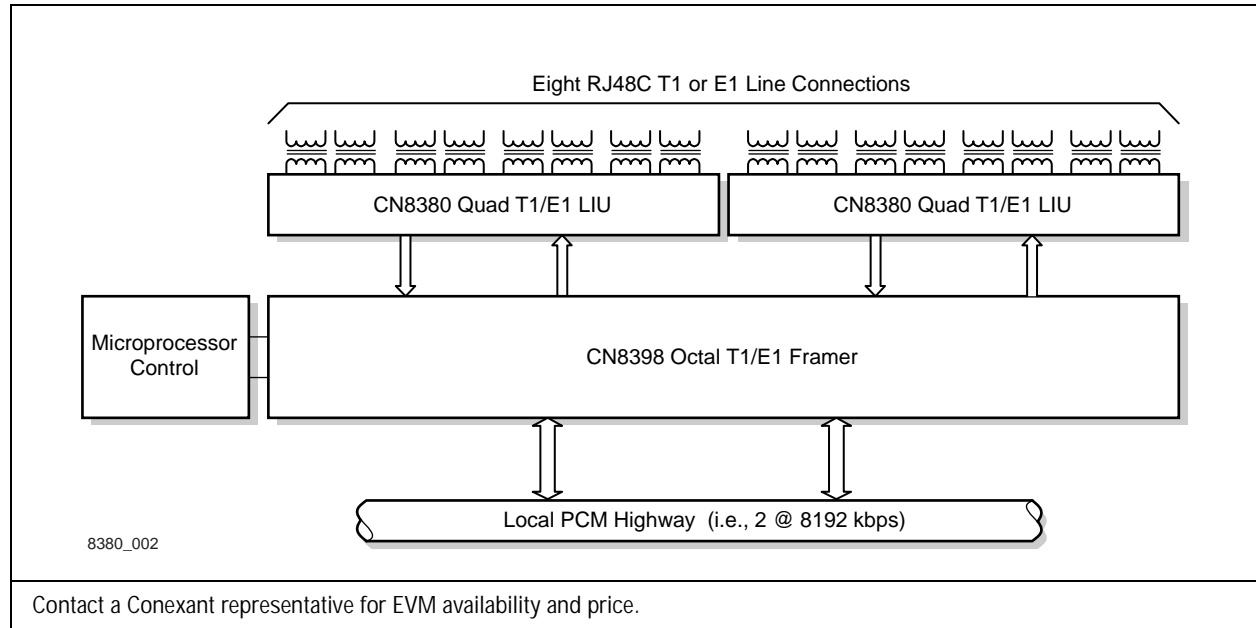 Eight RJ48C T1 or E1 Line Connections
CN8380 Quad T1/E1 LIU
CN8380 Quad T1/E1 LIU
Microprocessor
Control
CN8398 Octal T1/E1 Framer
Local PCM Highway (i.e., 2 @ 8192 kbps)
8380_002
Contact a Conexant representative for EVM availability and price.